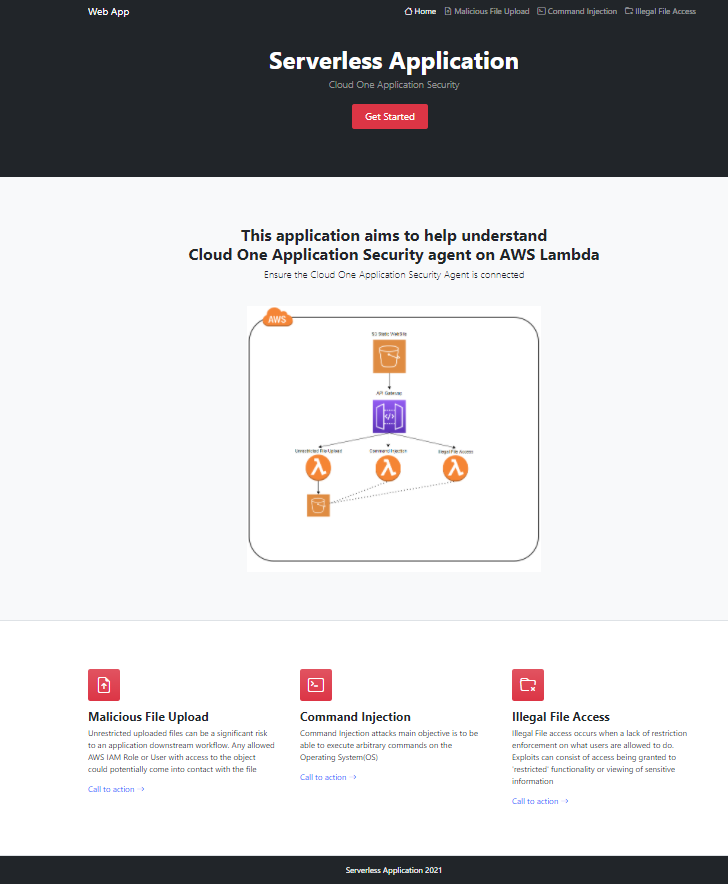 Web App
Home Malicious File Upload Command Injection Illegal File Access
Serverless Application
Cloud One Application Security
Get Started
This application aims to help understand
Cloud One Application Security agent on AWS Lambda
Ensure the Cloud One Application Security Agent is connected
AWS
S3 Static WebSite
API Gateway
Unrestricted File Upload
Command Injection
Illegal File Access
Malicious File Upload
Unrestricted uploaded files can be a significant risk
to an application downstream workflow. Any allowed
AWS IAM Role or User with access to the object
could potentially come into contact with the file
Call to action →
Command Injection
Command Injection attacks main objective is to be
able to execute arbitrary commands on the
Operating System(OS)
Call to action →
Illegal File Access
Illegal File access occurs when a lack of restriction
enforcement on what users are allowed to do.
Exploits can consist of access being granted to
'restricted' functionality or viewing of sensitive
information
Call to action →
Serverless Application 2021